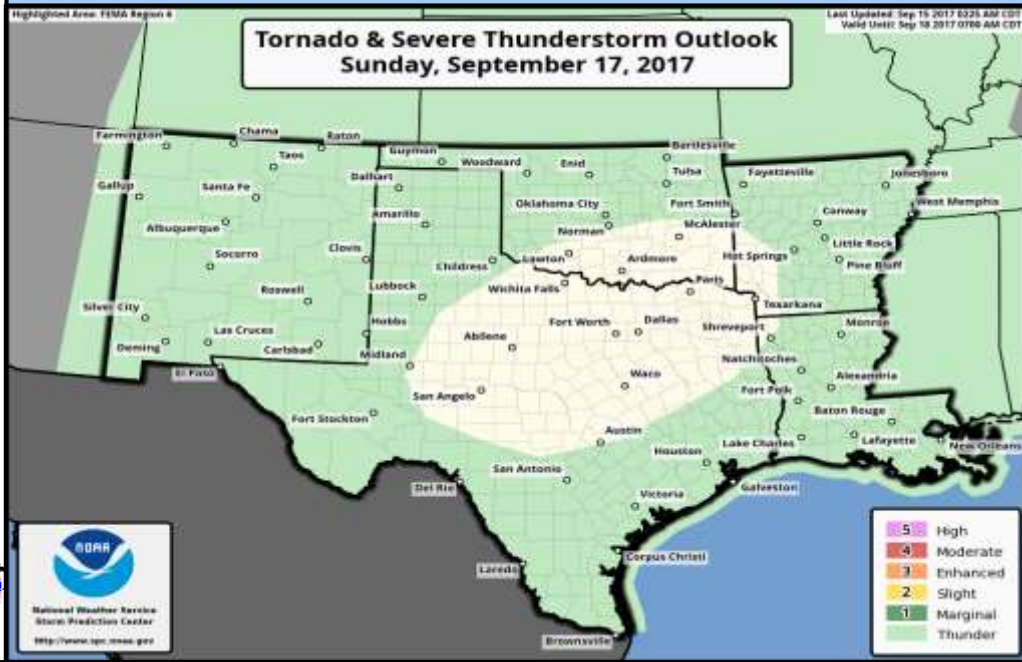 Highlighted Area: FEMA Region 6
Last Updated: Sep 15 2017 0225 AM CDT
Valid Until: Sep 18 2017 0700 AM CDT
Tornado & Severe Thunderstorm Outlook
Sunday, September 17, 2017
Farmington
Chama
Raton
Taos
Guymon
Woodward
Enid
Bartlesville
Tulsa
Fayetteville
Jonesboro
Gallup
Santa Fe
Dalhart
Albuquerque
Amarillo
Oklahoma City
Norman
Fort Smith
McAlester
Conway
West Memphis
Socorro
Clovis
Childress
Lawton
Ardmore
Hot Springs
Little Rock
Pine Bluff
Roswell
Lubbock
Wichita Falls
Paris
Texarkana
Silver City
Las Cruces
Hobbs
Abilene
Fort Worth
Dallas
Shreveport
Monroe
Deming
Carlsbad
Midland
El Paso
Natchitoches
Waco
Alexandria
San Angelo
Fort Polk
Fort Stockton
Baton Rouge
Austin
Houston
Lake Charles
Lafayette
New Orleans
San Antonio
Del Rio
Galveston
Victoria
Corpus Christi
Laredo
Brownsville
NOAA
National Weather Service
Storm Prediction Center
http://www.spc.noaa.gov
5 High
4 Moderate
3 Enhanced
2 Slight
1 Marginal
Thunder